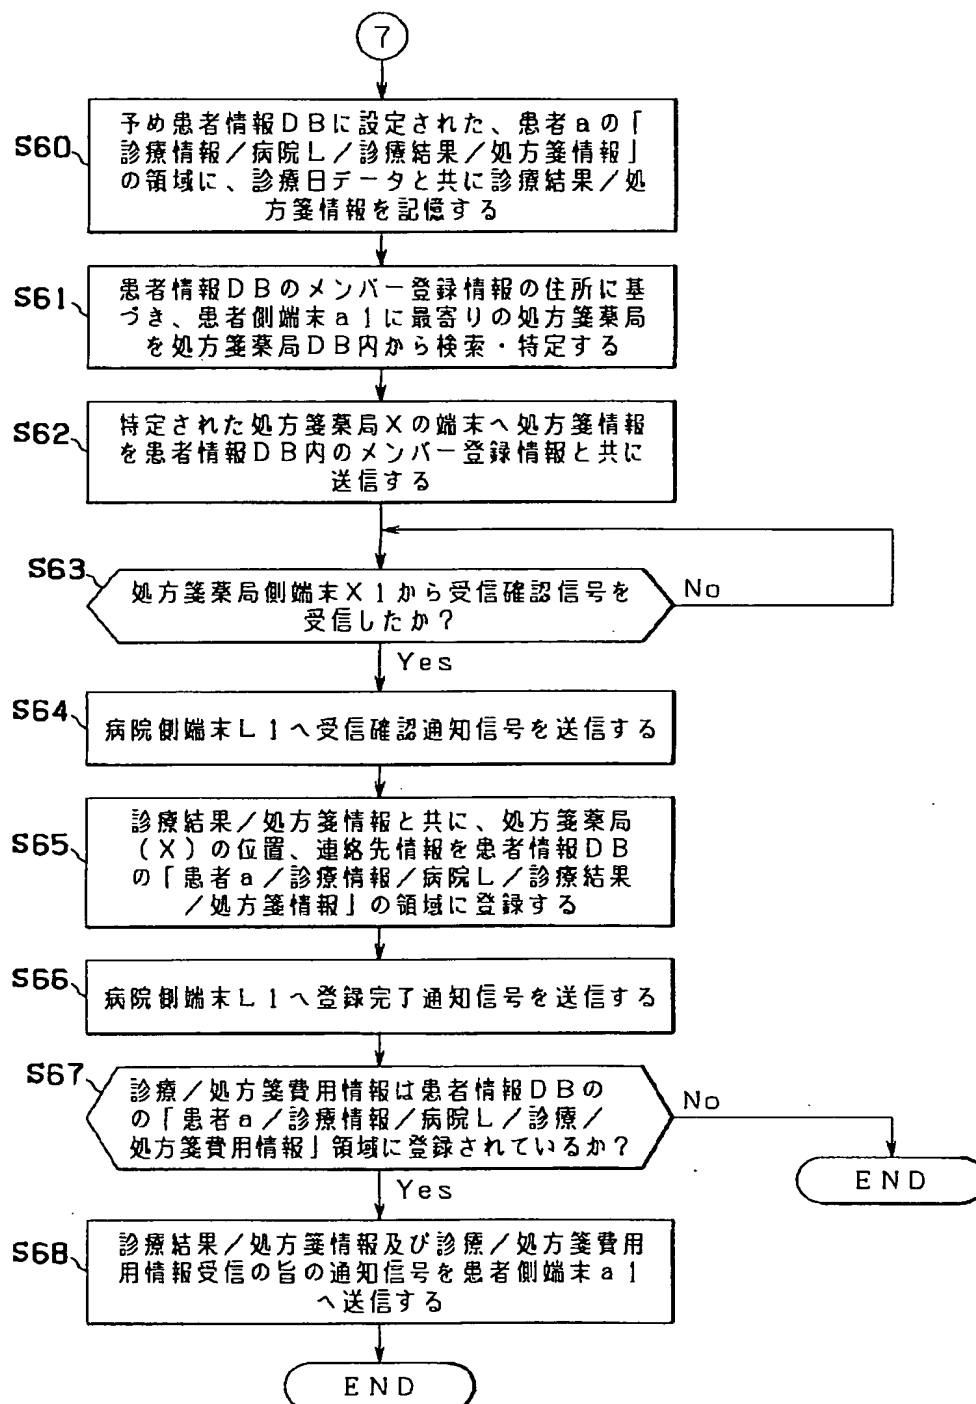 7
S60
予め患者情報DBに設定された、患者aの「
診療情報/病院L/診療結果/処方箋情報」
の領域に、診療日データと共に診療結果/処
方箋情報を記憶する
S61
患者情報DBのメンバー登録情報の住所に基
づき、患者側端末a1に最寄りの処方箋薬局
を処方箋薬局DB内から検索・特定する
S62
特定された処方箋薬局Xの端末へ処方箋情報
を患者情報DB内のメンバー登録情報と共に
送信する
S63
処方箋薬局側端末X1から受信確認信号を
受信したか?
No
Yes
S64
病院側端末L1へ受信確認通知信号を送信する
S65
診療結果/処方箋情報と共に、処方箋薬局
(X)の位置、連絡先情報を患者情報DB
の「患者a/診療情報/病院L/診療結果
/処方箋情報」の領域に登録する
S66
病院側端末L1へ登録完了通知信号を送信する
S67
診療/処方箋費用情報は患者情報DBの
の「患者a/診療情報/病院L/診療/
処方箋費用情報」領域に登録されているか?
No
END
Yes
S68
診療結果/処方箋情報及び診療/処方箋費用
用情報受信の旨の通知信号を患者側端末a1
へ送信する
END